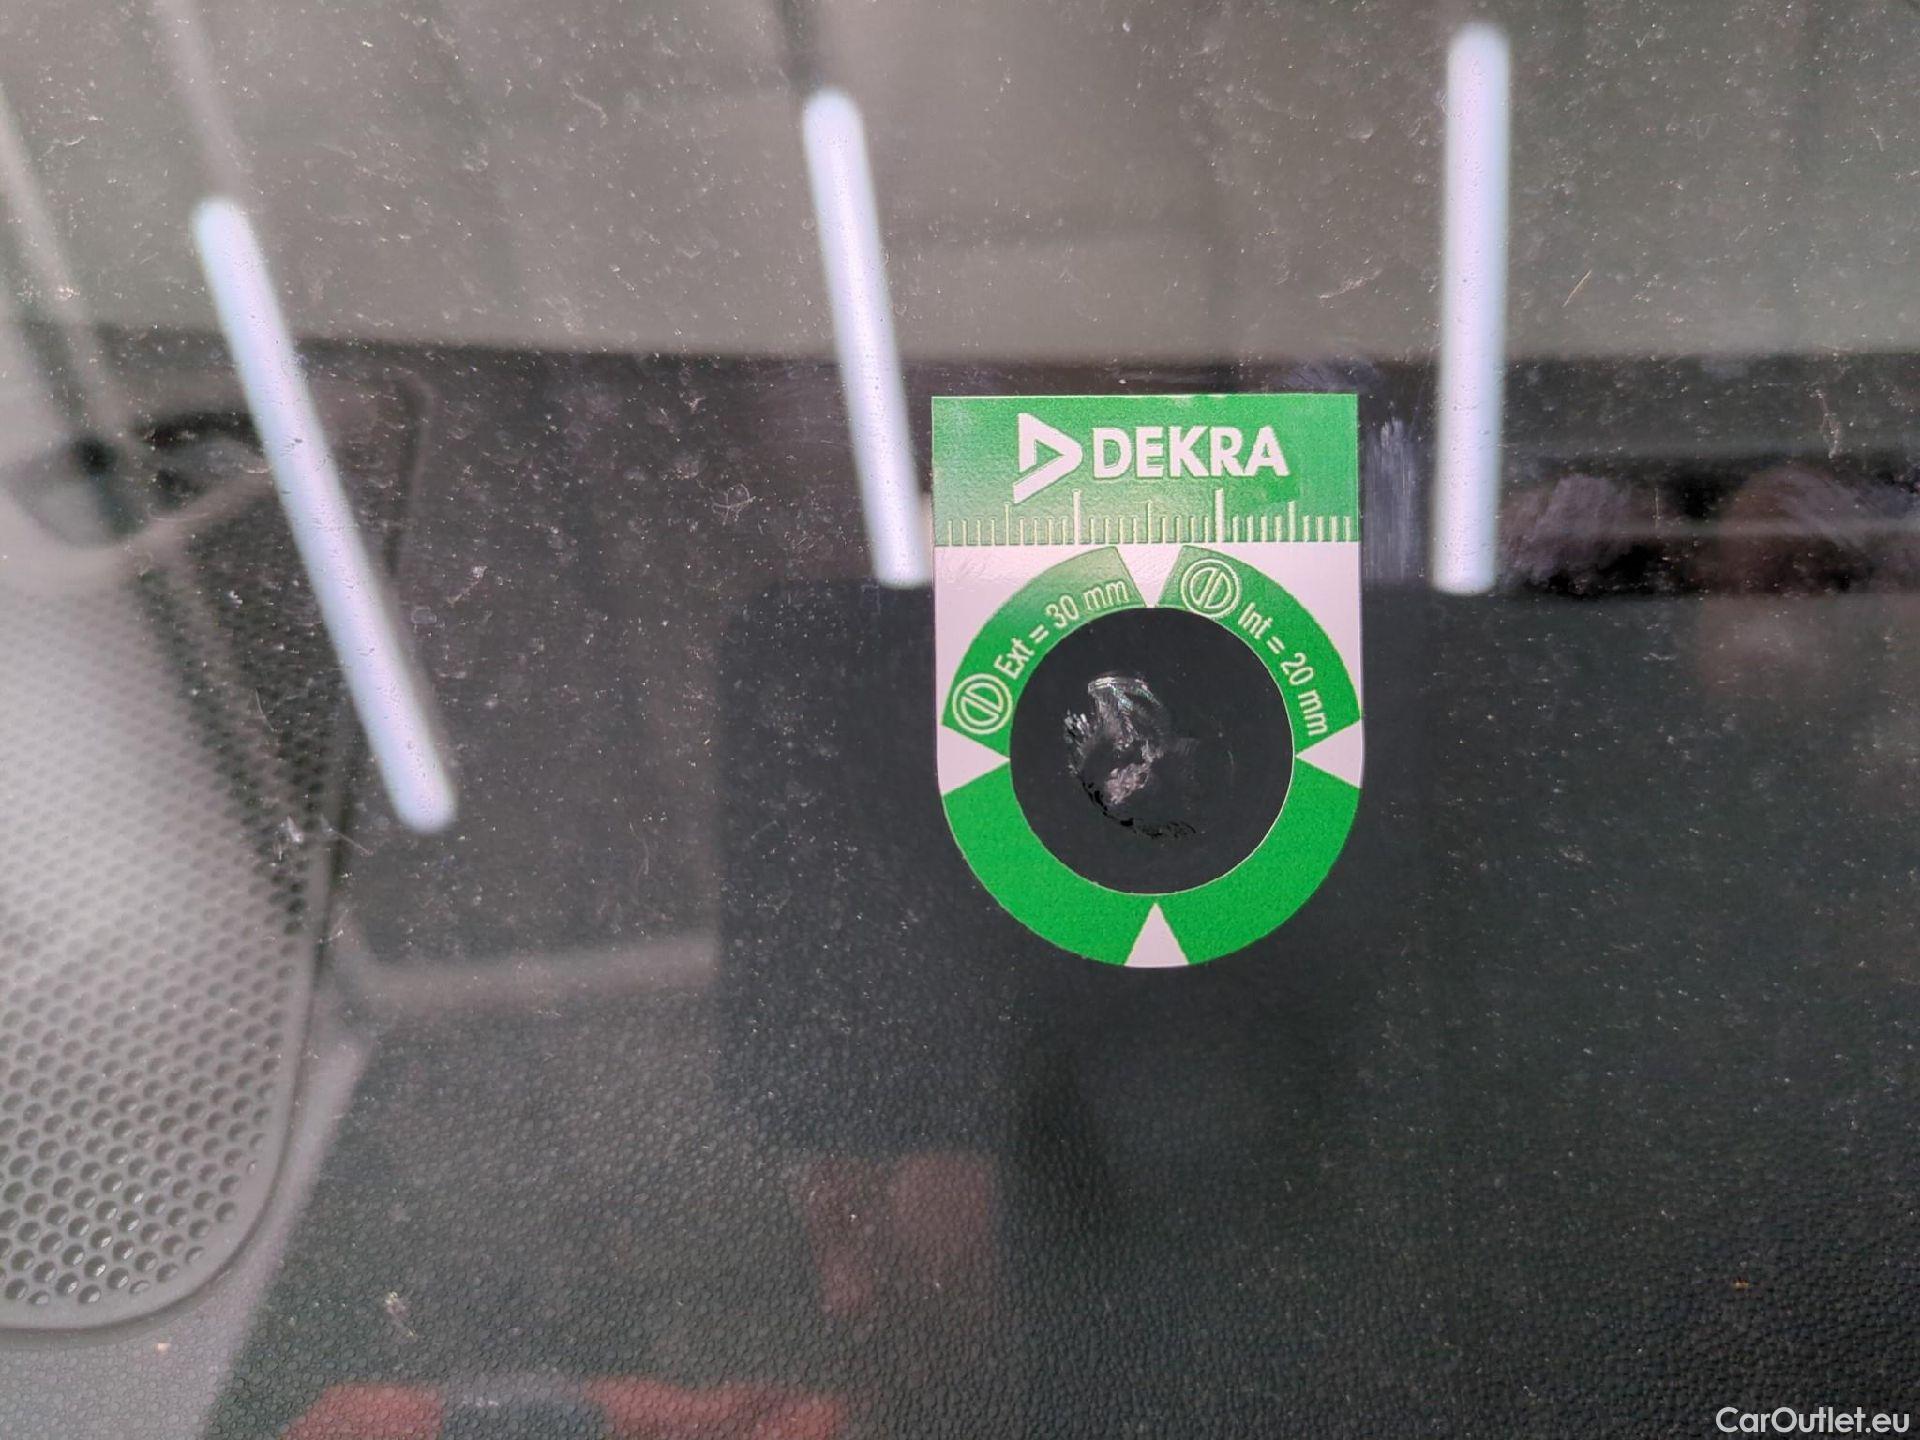 DEKRA
Ext = 30 mm
Int = 20 mm
CarOutlet.eu